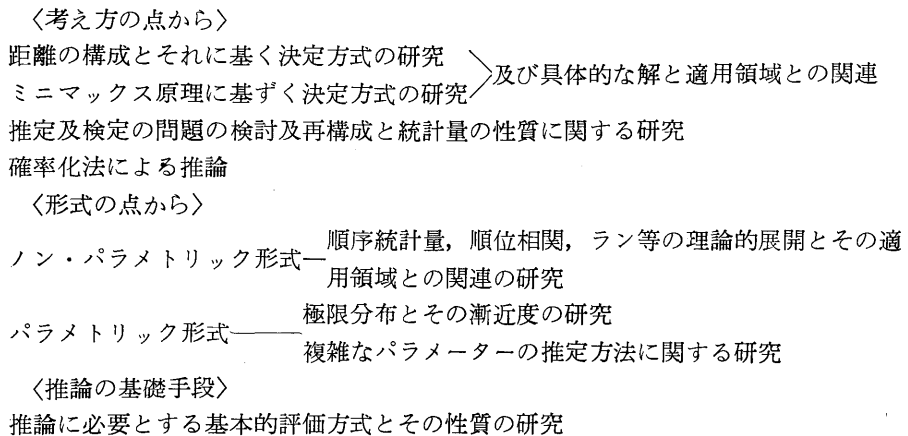 〈考え方の点から〉
距離の構成とそれに基く決定方式の研究
ミニマックス原理に基ずく決定方式の研究
及び具体的な解と適用領域との関連
推定及検定の問題の検討及再構成と統計量の性質に関する研究
確率化法による推論
〈形式の点から〉
ノン・パラメトリック形式―順序統計量，順位相関，ラン等の理論的展開とその適
用領域との関連の研究
パラメトリック形式―極限分布とその漸近度の研究
複雑なパラメーターの推定方法に関する研究
〈推論の基礎手段〉
推論に必要とする基本的評価方式とその性質の研究